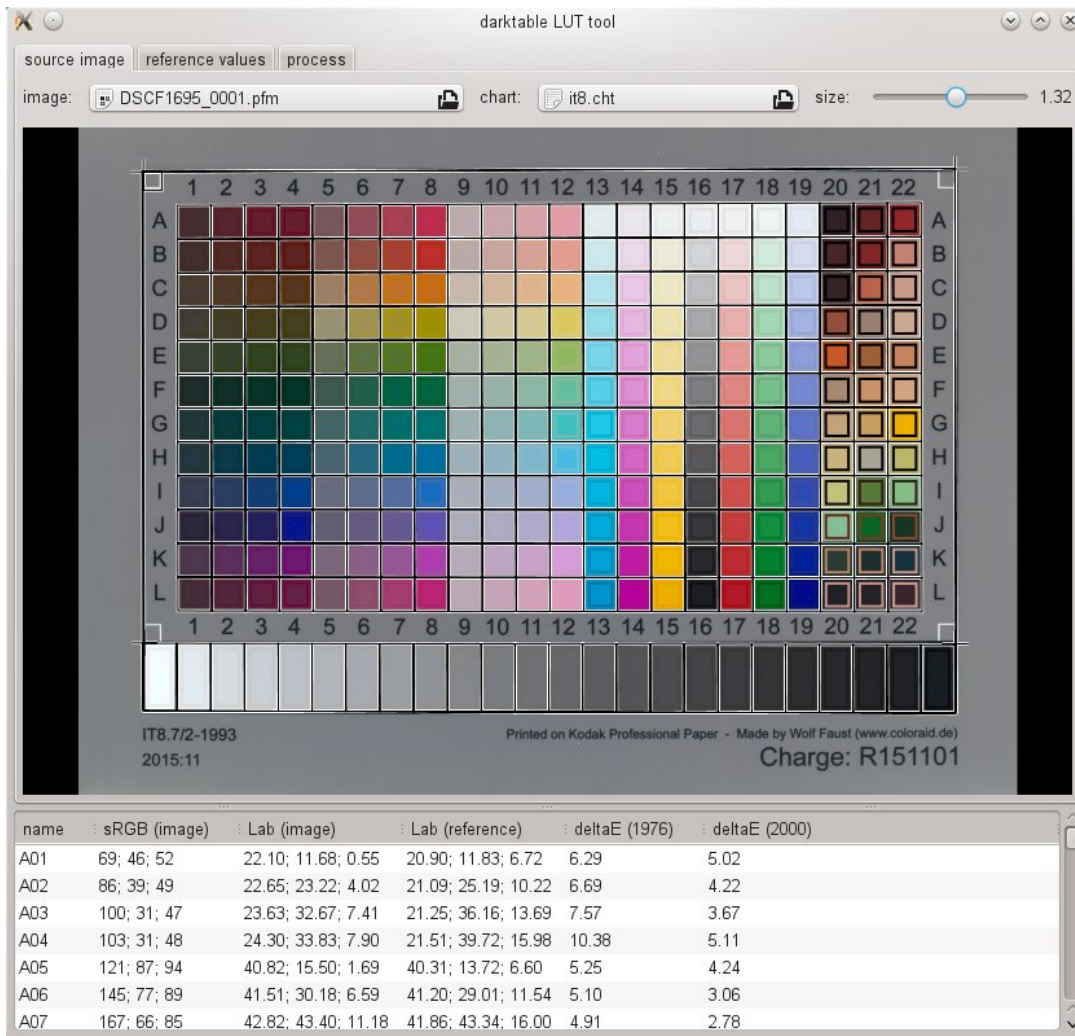 darktable LUT tool
source image reference values process
image: DSCF1695_0001.pfm chart: it8.cht size: 1.32
1 2 3 4 5 6 7 8 9 10 11 12 13 14 15 16 17 18 19 20 21 22
A A
B B
C C
D D
E E
F F
G G
H H
I I
J J
K K
L L
1 2 3 4 5 6 7 8 9 10 11 12 13 14 15 16 17 18 19 20 21 22
IT8.7/2-1993 Printed on Kodak Professional Paper - Made by Wolf Faust (www.coloraid.de)
2015:11 Charge: R151101
name sRGB (image) Lab (image) Lab (reference) deltaE (1976) deltaE (2000)
A01 69; 46; 52 22.10; 11.68; 0.55 20.90; 11.83; 6.72 6.29 5.02
A02 86; 39; 49 22.65; 23.22; 4.02 21.09; 25.19; 10.22 6.69 4.22
A03 100; 31; 47 23.63; 32.67; 7.41 21.25; 36.16; 13.69 7.57 3.67
A04 103; 31; 48 24.30; 33.83; 7.90 21.51; 39.72; 15.98 10.38 5.11
A05 121; 87; 94 40.82; 15.50; 1.69 40.31; 13.72; 6.60 5.25 4.24
A06 145; 77; 89 41.51; 30.18; 6.59 41.20; 29.01; 11.54 5.10 3.06
A07 167; 66; 85 42.82; 43.40; 11.18 41.86; 43.34; 16.00 4.91 2.78